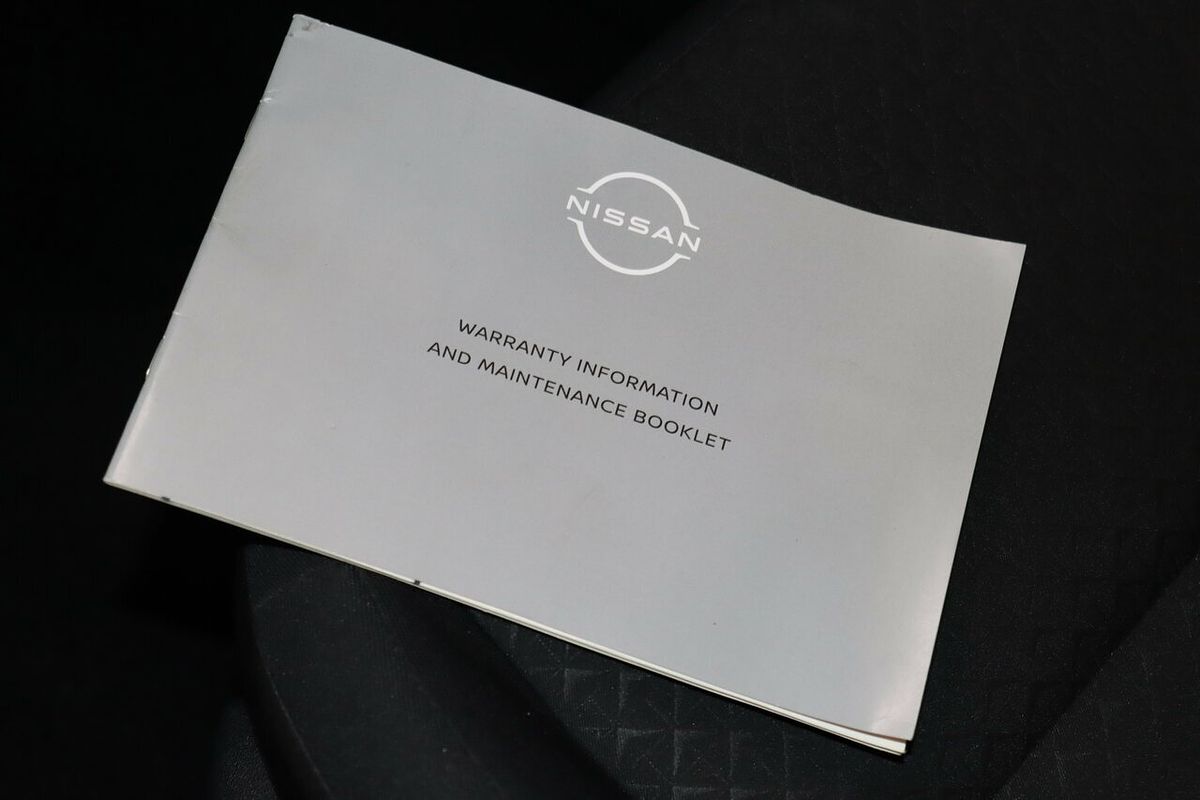 NISSAN
WARRANTY INFORMATION
AND MAINTENANCE BOOKLET